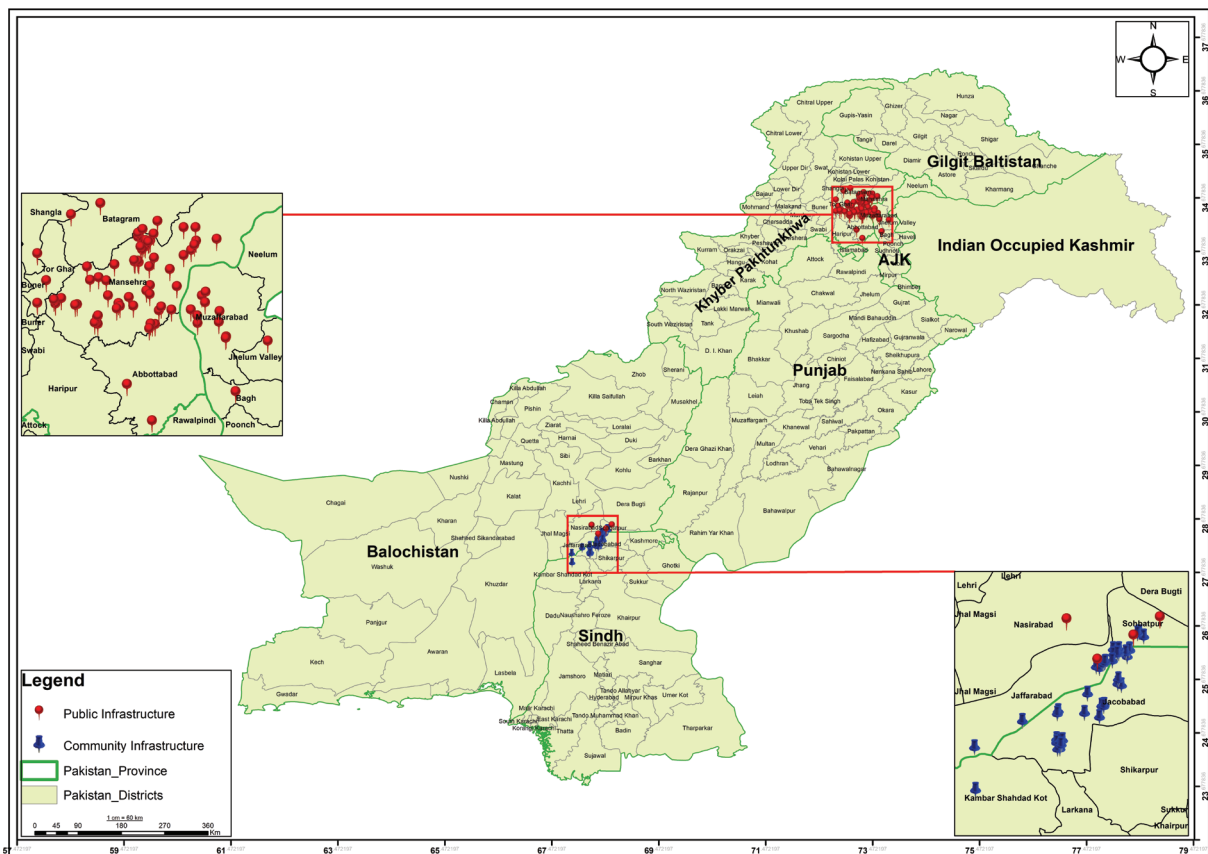 N
W E
S
Hunza
Chitral Upper
Ghizer
Gupis-Yasin
Nagar
Chitral Lower
Gilgit
Shigar
Tangir
Darel
Upper Dir
Swat
Kohistan Upper
Diamir
Gilgit Baltistan
Astore
Kohistan Lower
Kolai Palas Kohistan
Kharmang
Lower Dir
Bajaur
Neelum
Mohmand
Malakand
Buner
Charsadda
Swabi
Abbottabad
Haripur
Khyber
Khyber Pakhtunkhwa
Indian Occupied Kashmir
AJK
Kurram
Orakzai
Hangu
Kohat
Attock
Islamabad
Poonch
Rawalpindi
Mirpur
Karak
North Waziristan
Bhimber
Chakwal
Jhelum
Gujrat
Lakki Marwat
Mianwali
South Waziristan
Tank
Mandi Bahauddin
Sialkot
Khushab
Narowal
Sargodha
Hafizabad
Gujranwala
D. I. Khan
Bhakkar
Chiniot
Sheikhupura
Sherani
Zhob
Punjab
Nankana Sahib
Lahore
Faisalabad
Jhang
Killa Abdullah
Killa Saifullah
Musekhel
Leiah
Toba Tek Singh
Kasur
Chaman
Pishin
Okara
Killa Abdullah
Ziarat
Loralai
Muzaffargarh
Khanewal
Sahiwal
Pakpattan
Quetta
Harnai
Duki
Multan
Vehari
Sibi
Barkhan
Dera Ghazi Khan
Mastung
Kohlu
Lodhran
Bahawalnagar
Nushki
Kachhi
Kalat
Chagai
Lehri
Dera Bugti
Rajanpur
Bahawalpur
Kharan
Nasirabad
Shaheed Sikandarabad
Jhal Magsi
Rahim Yar Khan
Kashmore
Balochistan
Shikarpur
Washuk
Ghotki
Kambar Shahdad Kot
Larkana
Sukkur
Khuzdar
Dadu
Naushahro Feroze
Khairpur
Panjgur
Sindh
Shaheed Benazir Abad
Awaran
Kech
Sanghar
Lasbela
Jamshoro
Matiari
Tando Allahyar
Gwadar
Hyderabad
Mirpur Khas
Umer Kot
Malir Karachi
South Karachi
East Karachi
Tando Muhammad Khan
Korangi Karachi
Thatta
Badin
Tharparkar
Sujawal
Shangla
Batagram
Neelum
Tor Ghar
Buner
Mansehra
Muzaffarabad
Buner
Swabi
Jhelum Valley
Haripur
Abbottabad
Bagh
Attock
Rawalpindi
Poonch
Lehri
Lehri
Dera Bugti
Jhal Magsi
Nasirabad
Sohbatpur
Jhal Magsi
Jaffarabad
Jacobabad
Shikarpur
Kambar Shahdad Kot
Larkana
Sukkur
Khairpur
Legend
Public Infrastructure
Community Infrastructure
Pakistan_Province
Pakistan_Districts
1 cm = 60 km
0 45 90 180 270 360
Km
57 59 61 63 65 67 69 71 73 75 77 79
37
36
35
34
33
32
31
30
29
28
27
26
25
24
23